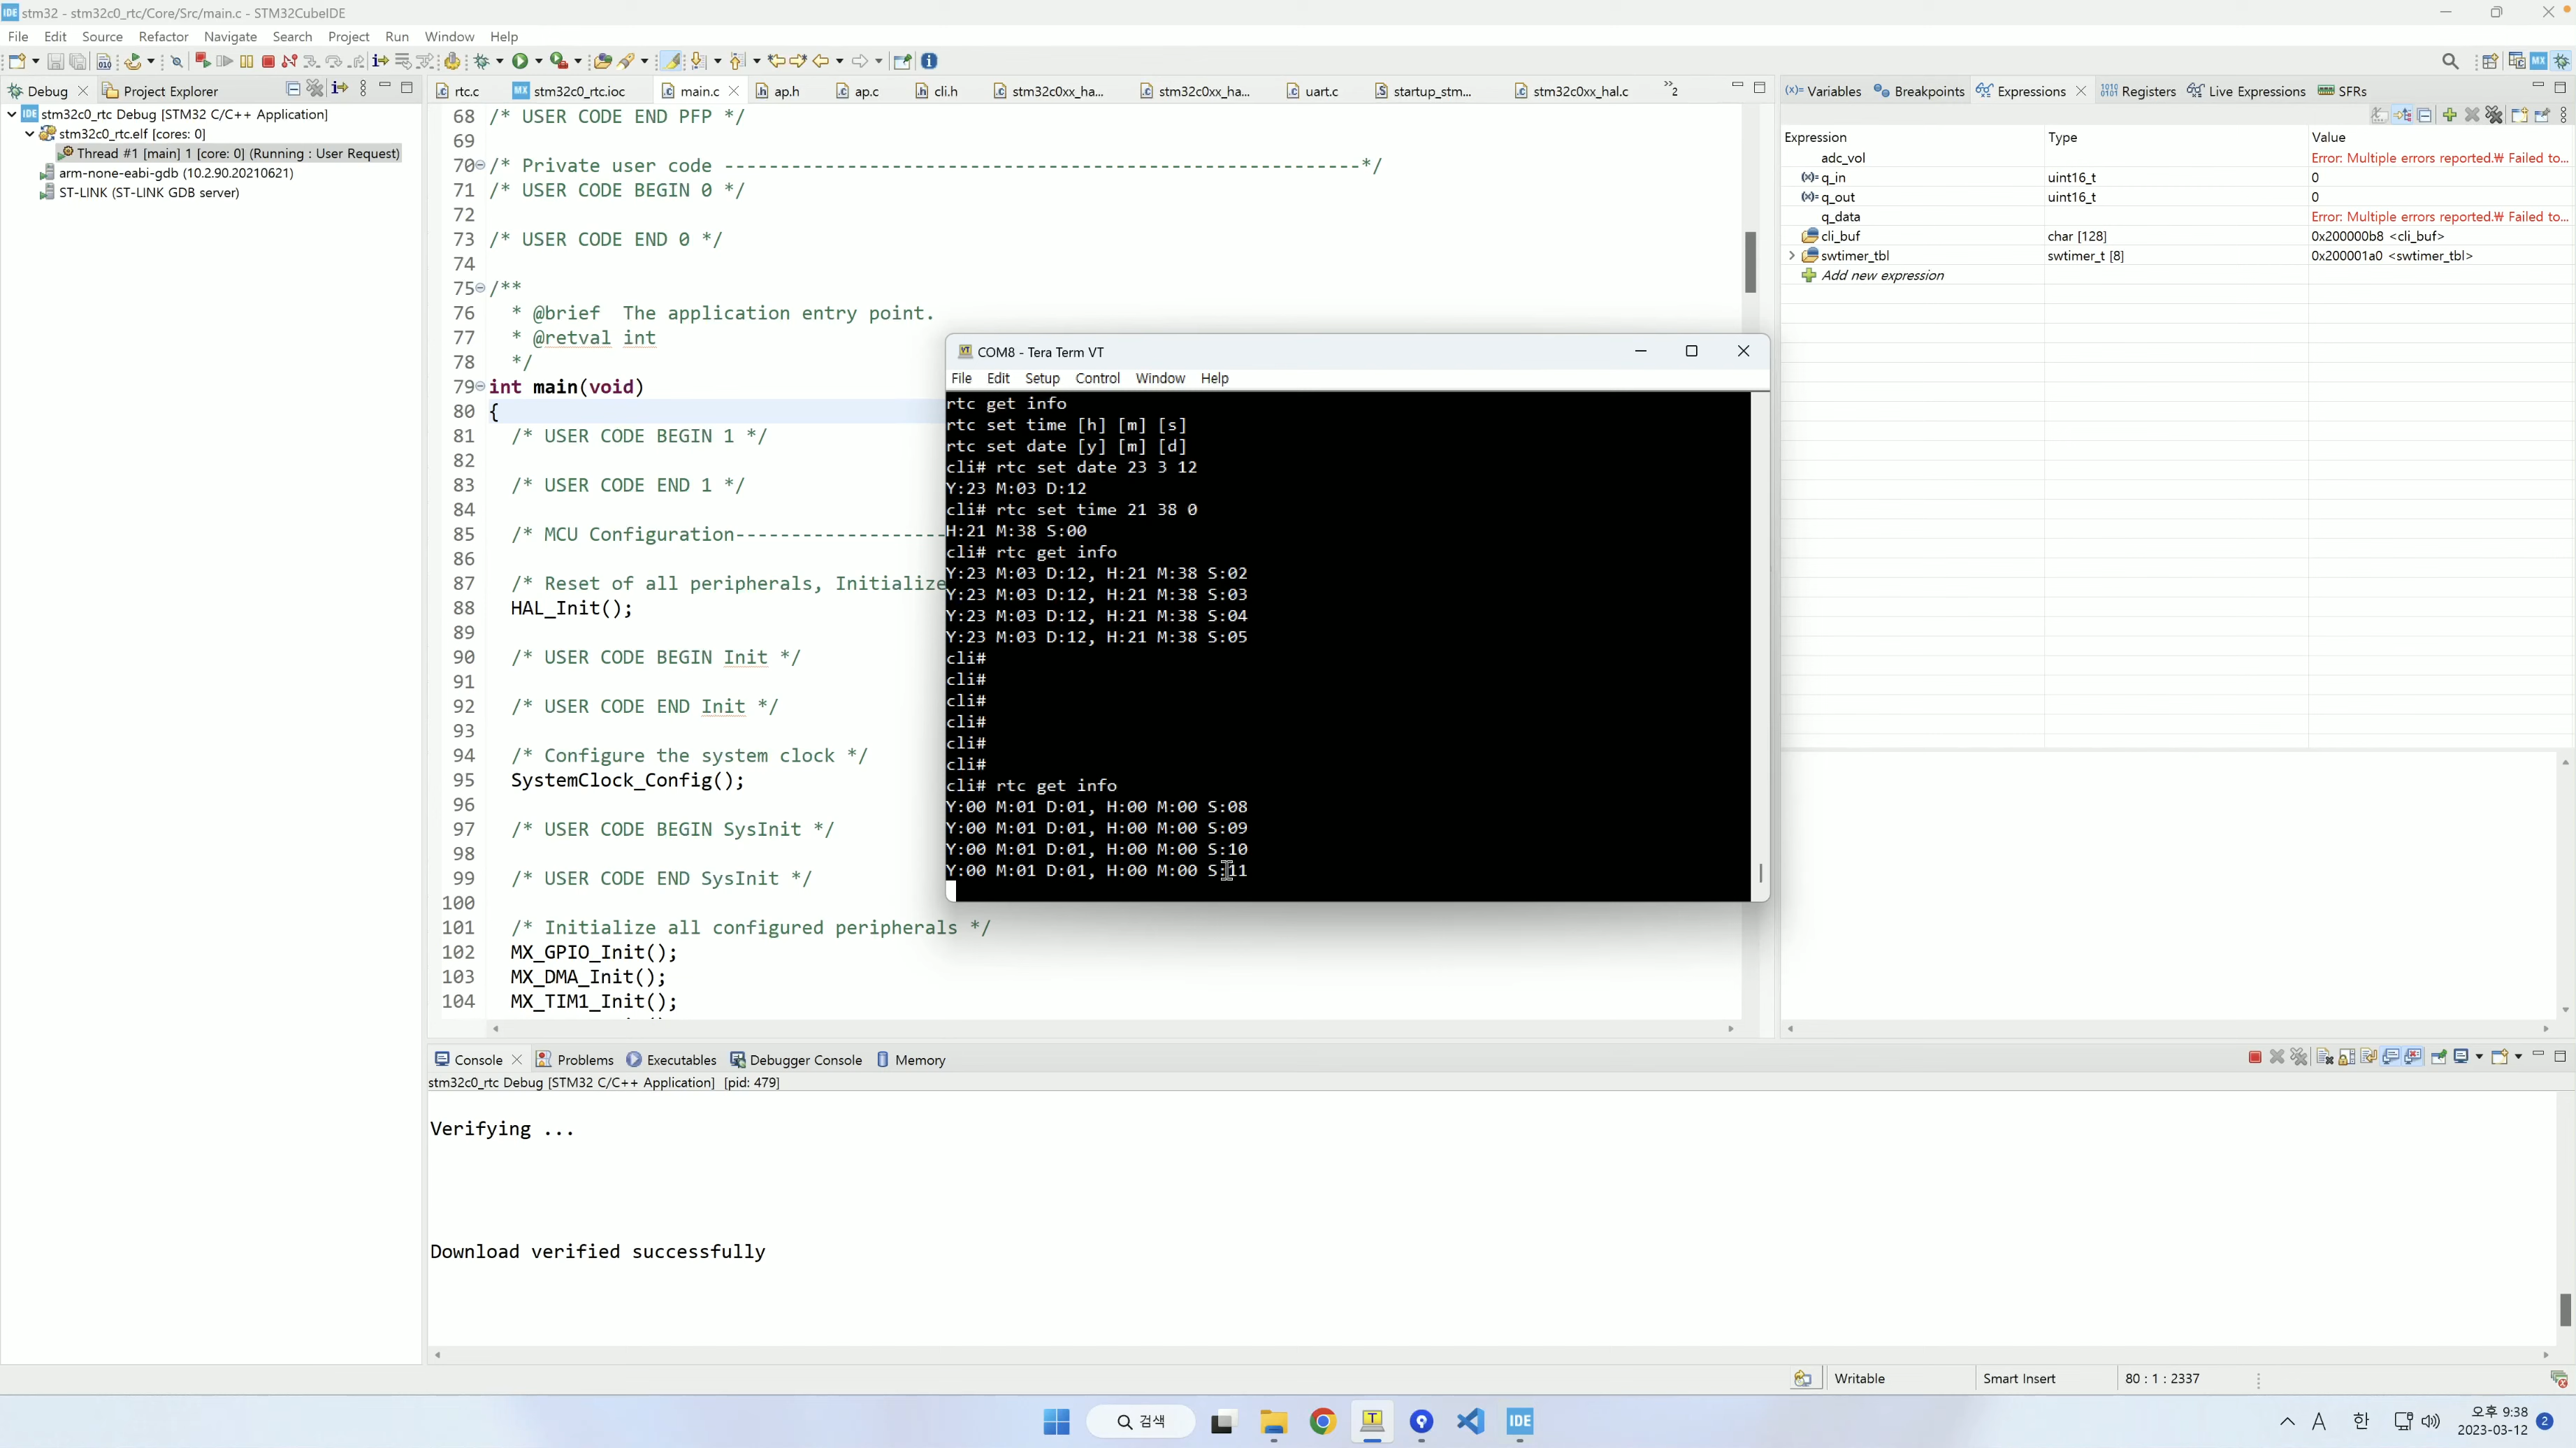 stm32 - stm32c0_rtc/Core/Src/main.c - STM32CubeIDE
File Edit Source Refactor Navigate Search Project Run Window Help
Debug
Project Explorer
stm32c0_rtc Debug [STM32 C/C++ Application]
stm32c0_rtc.elf [cores: 0]
Thread #1 [main] 1 [core: 0] (Running : User Request)
arm-none-eabi-gdb (10.2.90.20210621)
ST-LINK (ST-LINK GDB server)
rtc.c stm32c0_rtc.ioc main.c ap.h ap.c cli.h stm32c0xx_ha... stm32c0xx_ha... uart.c startup_stm... stm32c0xx_hal.c »2
68 /* USER CODE END PFP */
69
70 /* Private user code ---------------------------------------------------------*/
71 /* USER CODE BEGIN 0 */
72
73 /* USER CODE END 0 */
74
75 /**
76 * @brief  The application entry point.
77 * @retval int
78 */
79 int main(void)
80 {
81 /* USER CODE BEGIN 1 */
82
83 /* USER CODE END 1 */
84
85 /* MCU Configuration-------------------
86
87 /* Reset of all peripherals, Initialize
88 HAL_Init();
89
90 /* USER CODE BEGIN Init */
91
92 /* USER CODE END Init */
93
94 /* Configure the system clock */
95 SystemClock_Config();
96
97 /* USER CODE BEGIN SysInit */
98
99 /* USER CODE END SysInit */
100
101 /* Initialize all configured peripherals */
102 MX_GPIO_Init();
103 MX_DMA_Init();
104 MX_TIM1_Init();
COM8 - Tera Term VT
File Edit Setup Control Window Help
rtc get info
rtc set time [h] [m] [s]
rtc set date [y] [m] [d]
cli# rtc set date 23 3 12
Y:23 M:03 D:12
cli# rtc set time 21 38 0
H:21 M:38 S:00
cli# rtc get info
Y:23 M:03 D:12, H:21 M:38 S:02
Y:23 M:03 D:12, H:21 M:38 S:03
Y:23 M:03 D:12, H:21 M:38 S:04
Y:23 M:03 D:12, H:21 M:38 S:05
cli#
cli#
cli#
cli#
cli#
cli#
cli# rtc get info
Y:00 M:01 D:01, H:00 M:00 S:08
Y:00 M:01 D:01, H:00 M:00 S:09
Y:00 M:01 D:01, H:00 M:00 S:10
Y:00 M:01 D:01, H:00 M:00 S:11
Variables Breakpoints Expressions Registers Live Expressions SFRs
Expression Type Value
adc_vol Error: Multiple errors reported.₩ Failed to...
q_in uint16_t 0
q_out uint16_t 0
q_data Error: Multiple errors reported.₩ Failed to...
cli_buf char [128] 0x200000b8 <cli_buf>
swtimer_tbl swtimer_t [8] 0x200001a0 <swtimer_tbl>
Add new expression
Console Problems Executables Debugger Console Memory
stm32c0_rtc Debug [STM32 C/C++ Application] [pid: 479]
Verifying ...
Download verified successfully
Writable Smart Insert 80 : 1 : 2337
검색
A 한
오후 9:38
2023-03-12
2